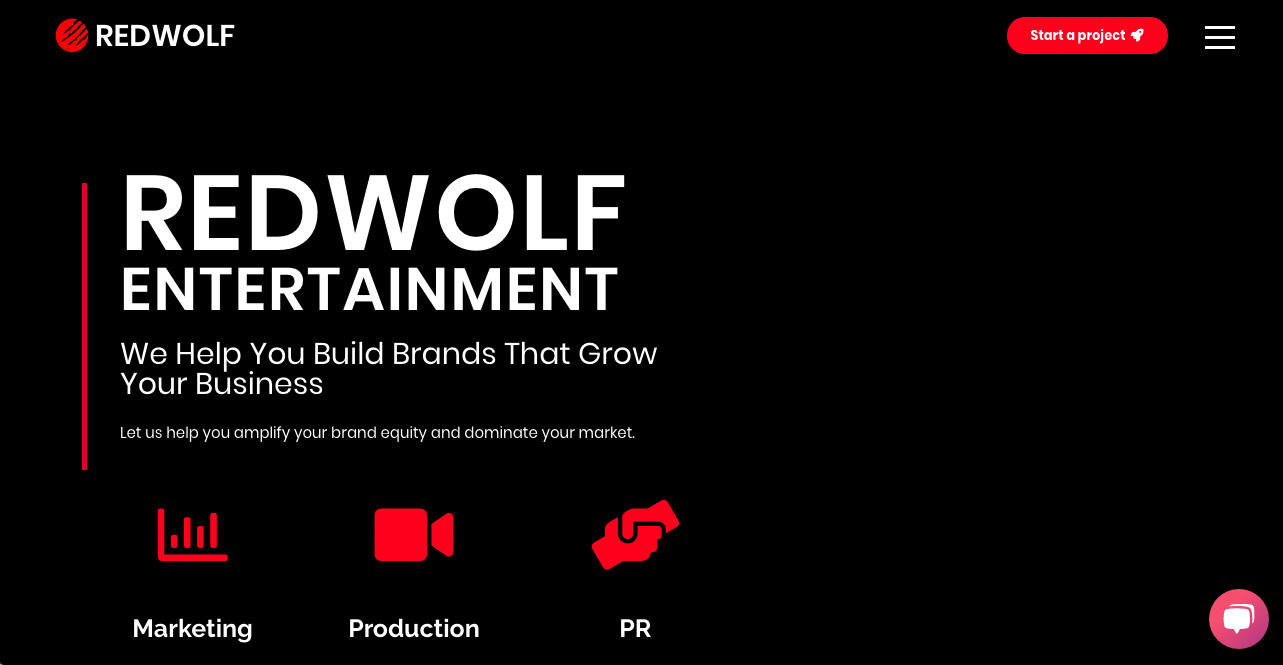 REDWOLF
Start a project
REDWOLF
ENTERTAINMENT
We Help You Build Brands That Grow
Your Business
Let us help you amplify your brand equity and dominate your market.
Marketing
Production
PR